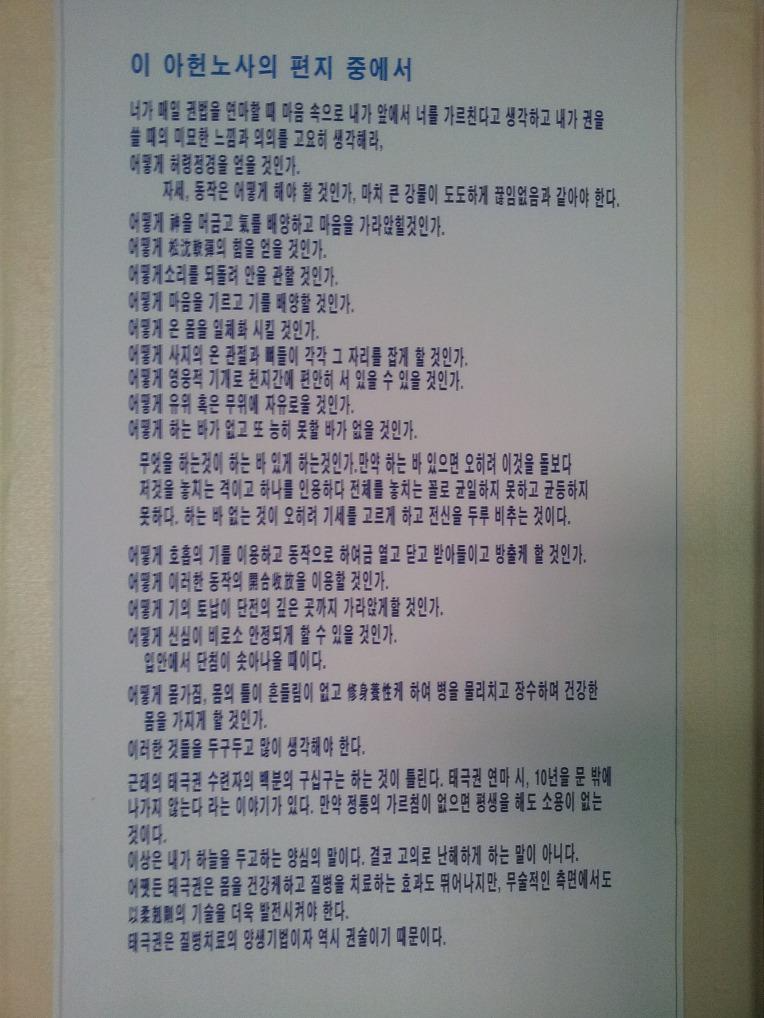 이 아헌노사의 편지 중에서
너가 매일 권법을 연마할 때 마음 속으로 내가 앞에서 너를 가르친다고 생각하고 내가 권을
쓸 때의 미묘한 느낌과 의의를 고요히 생각해라,
어떻게 허령정경을 얻을 것인가.
자세, 동작은 어떻게 해야 할 것인가, 마치 큰 강물이 도도하게 끊임없음과 같아야 한다.
어떻게 神을 머금고 氣를 배양하고 마음을 가라앉힐것인가.
어떻게 松沈軟彈의 힘을 얻을 것인가.
어떻게소리를 되돌려 안을 관할 것인가.
어떻게 마음을 기르고 기를 배양할 것인가.
어떻게 온 몸을 일체화 시킬 것인가.
어떻게 사지의 온 관절과 뼈들이 각각 그 자리를 잡게 할 것인가.
어떻게 영웅적 기개로 천지간에 편안히 서 있을 수 있을 것인가.
어떻게 유위 혹은 무위에 자유로울 것인가.
어떻게 하는 바가 없고 또 능히 못할 바가 없을 것인가.
무엇을 하는것이 하는 바 있게 하는것인가.만약 하는 바 있으면 오히려 이것을 돌보다
저것을 놓치는 격이고 하나를 인용하다 전체를 놓치는 꼴로 균일하지 못하고 균등하지
못하다. 하는 바 없는 것이 오히려 기세를 고르게 하고 전신을 두루 비추는 것이다.
어떻게 호흡의 기를 이용하고 동작으로 하여금 열고 닫고 받아들이고 방출케 할 것인가.
어떻게 이러한 동작의 開合收放을 이용할 것인가.
어떻게 기의 토납이 단전의 깊은 곳까지 가라앉게할 것인가.
어떻게 신심이 비로소 안정되게 할 수 있을 것인가.
입안에서 단침이 솟아나올 때이다.
어떻게 몸가짐, 몸의 틀이 흔들림이 없고 修身養性케 하여 병을 물리치고 장수하며 건강한
몸을 가지게 할 것인가.
이러한 것들을 두구두고 많이 생각해야 한다.
근래의 태극권 수련자의 백분의 구십구는 하는 것이 틀린다. 태극권 연마 시, 10년을 문 밖에
나가지 않는다 라는 이야기가 있다. 만약 정통의 가르침이 없으면 평생을 해도 소용이 없는
것이다.
이상은 내가 하늘을 두고하는 양심의 말이다. 결코 고의로 난해하게 하는 말이 아니다.
어쨋든 태극권은 몸을 건강케하고 질병을 치료하는 효과도 뛰어나지만, 무술적인 측면에서도
以柔剋剛의 기술을 더욱 발전시켜야 한다.
태극권은 질병치료의 양생기법이자 역시 권술이기 때문이다.